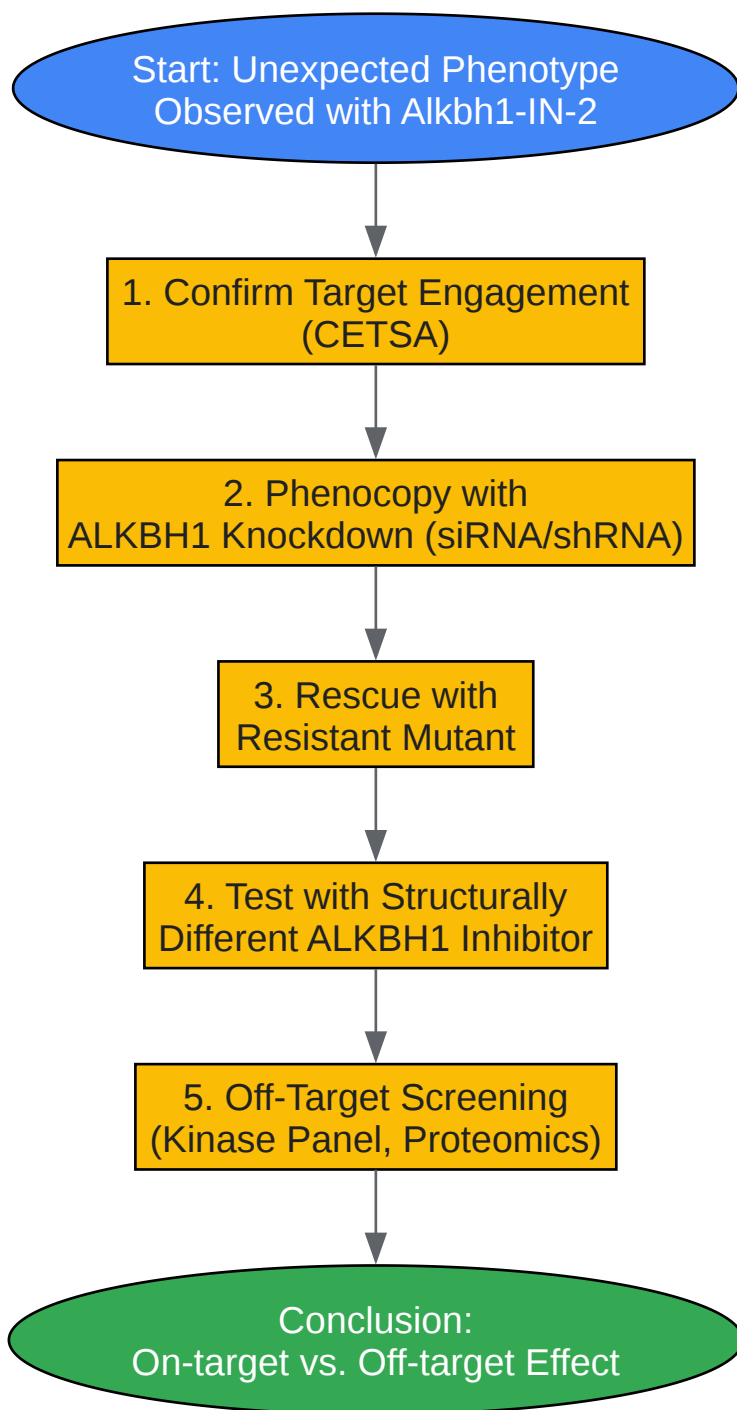 Start: Unexpected Phenotype
Observed with Alkbh1-IN-2
1. Confirm Target Engagement
(CETSA)
2. Phenocopy with
ALKBH1 Knockdown (siRNA/shRNA)
3. Rescue with
Resistant Mutant
4. Test with Structurally
Different ALKBH1 Inhibitor
5. Off-Target Screening
(Kinase Panel, Proteomics)
Conclusion:
On-target vs. Off-target Effect